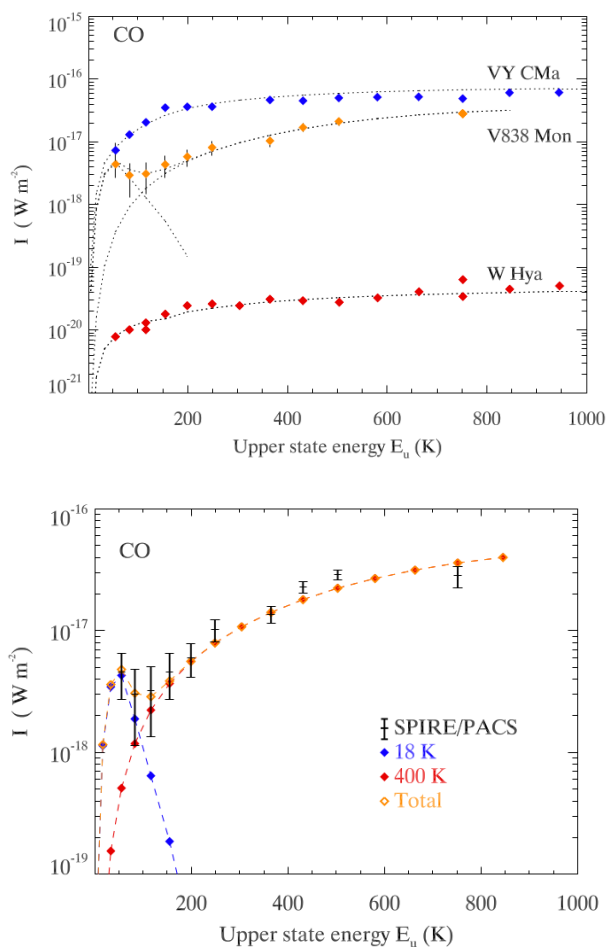 CO
10⁻¹⁵
10⁻¹⁶
10⁻¹⁷
10⁻¹⁸
10⁻¹⁹
10⁻²⁰
10⁻²¹
I ( W m⁻²)
VY CMa
V838 Mon
W Hya
200 400 600 800 1000
Upper state energy Eᵤ (K)
CO
10⁻¹⁶
10⁻¹⁷
10⁻¹⁸
10⁻¹⁹
I ( W m⁻²)
SPIRE/PACS
18 K
400 K
Total
200 400 600 800 1000
Upper state energy Eᵤ (K)